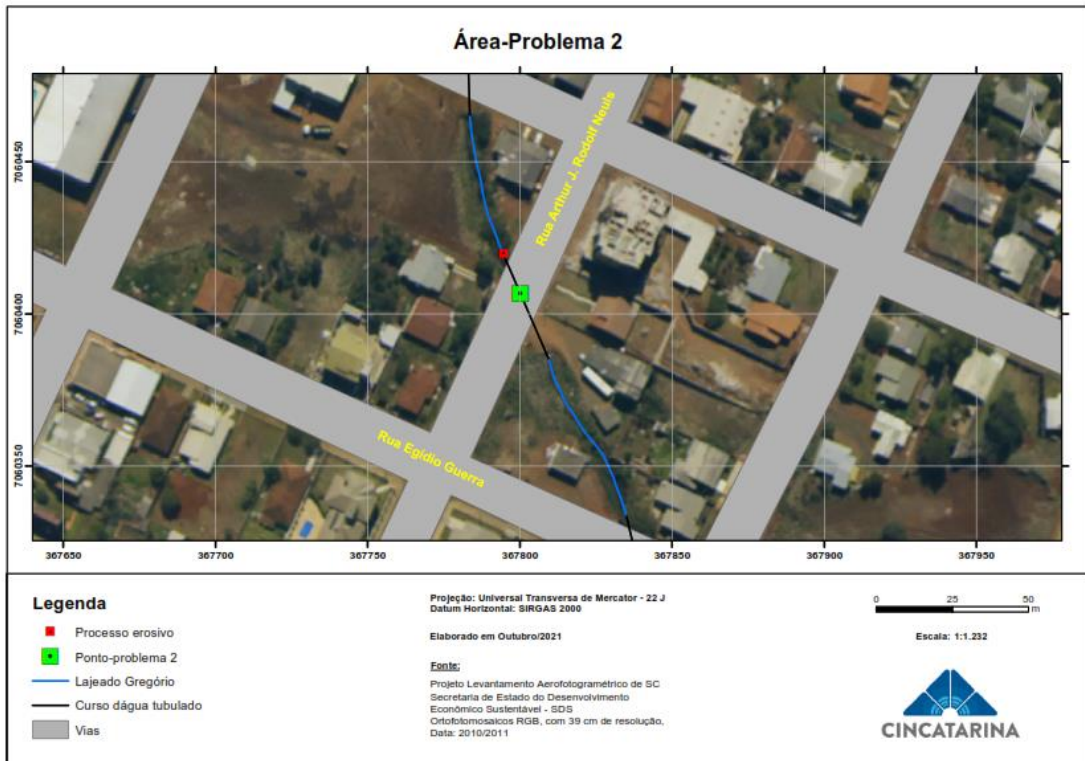 Área-Problema 2
7060450
7060400
7060350
Rua Arthur J. Rodolf Neuls
Rua Egídio Guerra
367650
367700
367750
367800
367850
367900
367950
Legenda
Processo erosivo
Ponto-problema 2
Lajeado Gregório
Curso dágua tubulado
Vias
Projeção: Universal Transversa de Mercator - 22 J
Datum Horizontal: SIRGAS 2000
Elaborado em Outubro/2021
Fonte:
Projeto Levantamento Aerofotogramétrico de SC
Secretaria de Estado do Desenvolvimento
Econômico Sustentável - SDS
Ortofotomosaicos RGB, com 39 cm de resolução,
Data: 2010/2011
0 25 50
m
Escala: 1:1.232
CINCATARINA